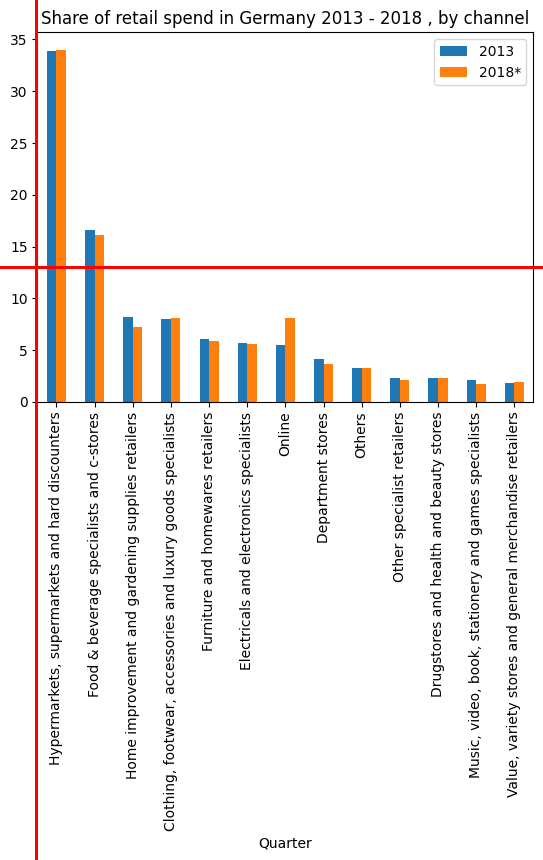 Share of retail spend in Germany 2013 - 2018 , by channel
35
30
25
20
15
10
5
0
2013
2018*
Hypermarkets, supermarkets and hard discounters
Food & beverage specialists and c-stores
Home improvement and gardening supplies retailers
Clothing, footwear, accessories and luxury goods specialists
Furniture and homewares retailers
Electricals and electronics specialists
Online
Department stores
Others
Other specialist retailers
Drugstores and health and beauty stores
Music, video, book, stationery and games specialists
Value, variety stores and general merchandise retailers
Quarter